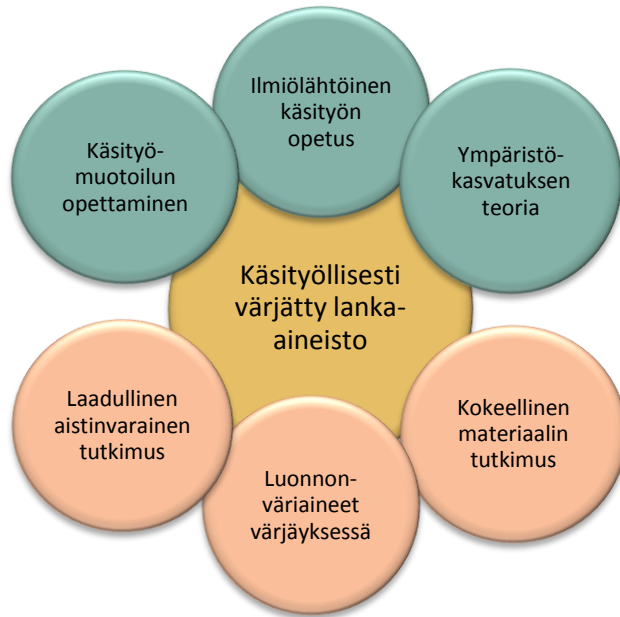 Ilmiölähtöinen
käsityön
opetus
Käsityö-
muotoilun
opettaminen
Ympäristö-
kasvatuksen
teoria
Käsityöllisesti
värjätty lanka-
aineisto
Laadullinen
aistinvarainen
tutkimus
Kokeellinen
materiaalin
tutkimus
Luonnon-
väriaineet
värjäyksessä